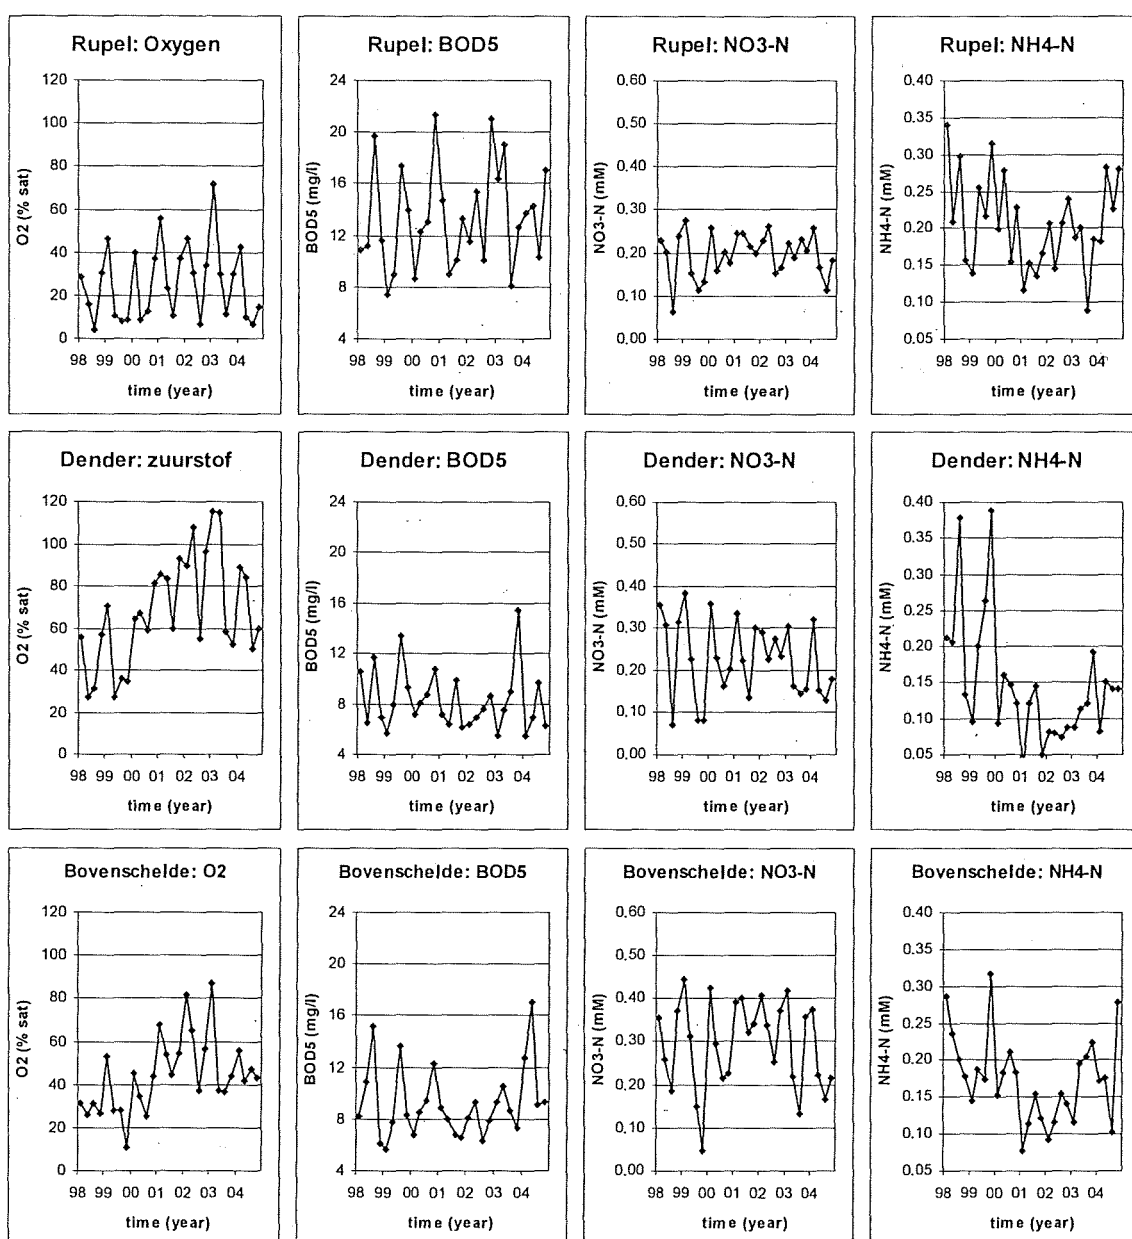 Rupel: Oxygen
O2 (% sat)
120
100
80
60
40
20
0
98 99 00 01 02 03 04
time (year)
Rupel: BOD5
BOD5 (mg/l)
24
20
16
12
8
4
98 99 00 01 02 03 04
time (year)
Rupel: NO3-N
NO3-N (mM)
0.60
0.50
0.40
0.30
0.20
0.10
0.00
98 99 00 01 02 03 04
time (year)
Rupel: NH4-N
NH4-N (mM)
0.40
0.35
0.30
0.25
0.20
0.15
0.10
0.05
98 99 00 01 02 03 04
time (year)
Dender: zuurstof
O2 (% sat)
120
100
80
60
40
20
0
98 99 00 01 02 03 04
time (year)
Dender: BOD5
BOD5 (mg/l)
24
20
16
12
8
4
98 99 00 01 02 03 04
time (year)
Dender: NO3-N
NO3-N (mM)
0.60
0.50
0.40
0.30
0.20
0.10
0.00
98 99 00 01 02 03 04
time (year)
Dender: NH4-N
NH4-N (mM)
0.40
0.35
0.30
0.25
0.20
0.15
0.10
0.05
98 99 00 01 02 03 04
time (year)
Bovenschelde: O2
O2 (% sat)
120
100
80
60
40
20
0
98 99 00 01 02 03 04
time (year)
Bovenschelde: BOD5
BOD5 (mg/l)
24
20
16
12
8
4
98 99 00 01 02 03 04
time (year)
Bovenschelde: NO3-N
NO3-N (mM)
0.60
0.50
0.40
0.30
0.20
0.10
0.00
98 99 00 01 02 03 04
time (year)
Bovenschelde: NH4-N
NH4-N (mM)
0.40
0.35
0.30
0.25
0.20
0.15
0.10
0.05
98 99 00 01 02 03 04
time (year)